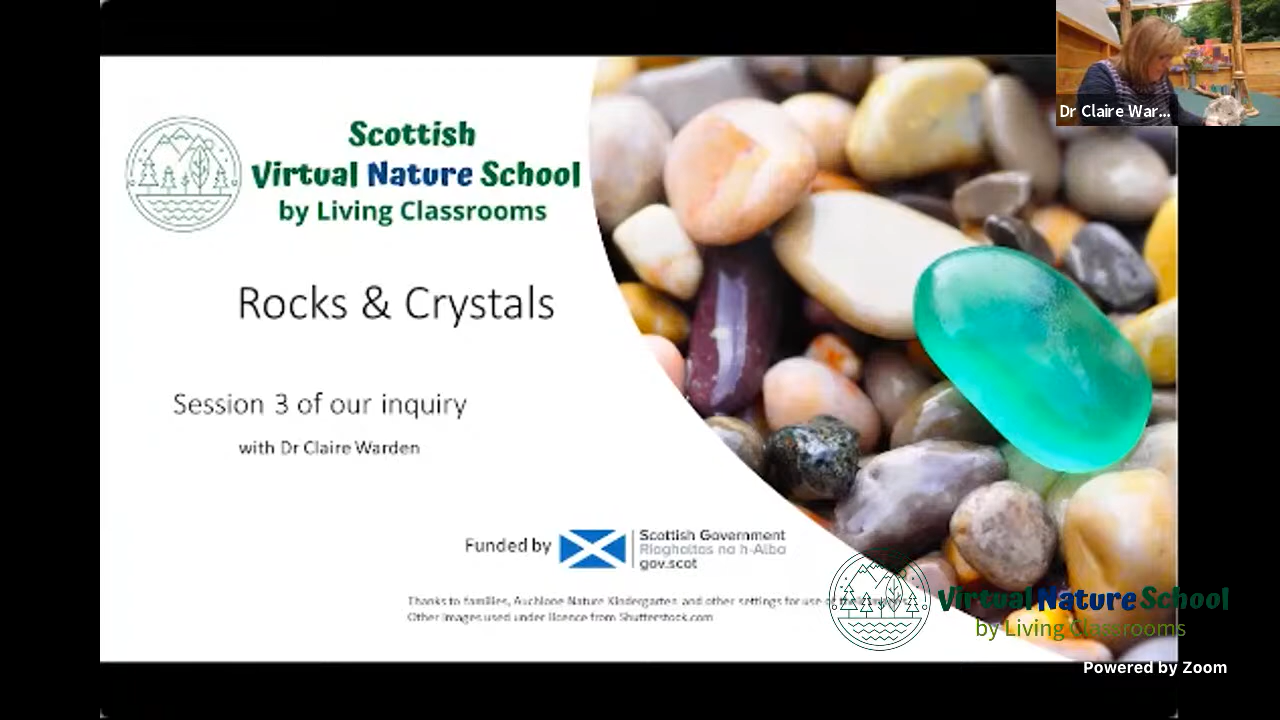 Dr Claire War...
Scottish
Virtual Nature School
by Living Classrooms
Rocks & Crystals
Session 3 of our inquiry
with Dr Claire Warden
Funded by
Scottish Government
Riaghaltas na h-Alba
gov.scot
Thanks to families, Auchlone Nature Kindergarten and other settings for use of
Other images used under licence from Shutterstock.com
Virtual Nature School
by Living Classrooms
Powered by Zoom